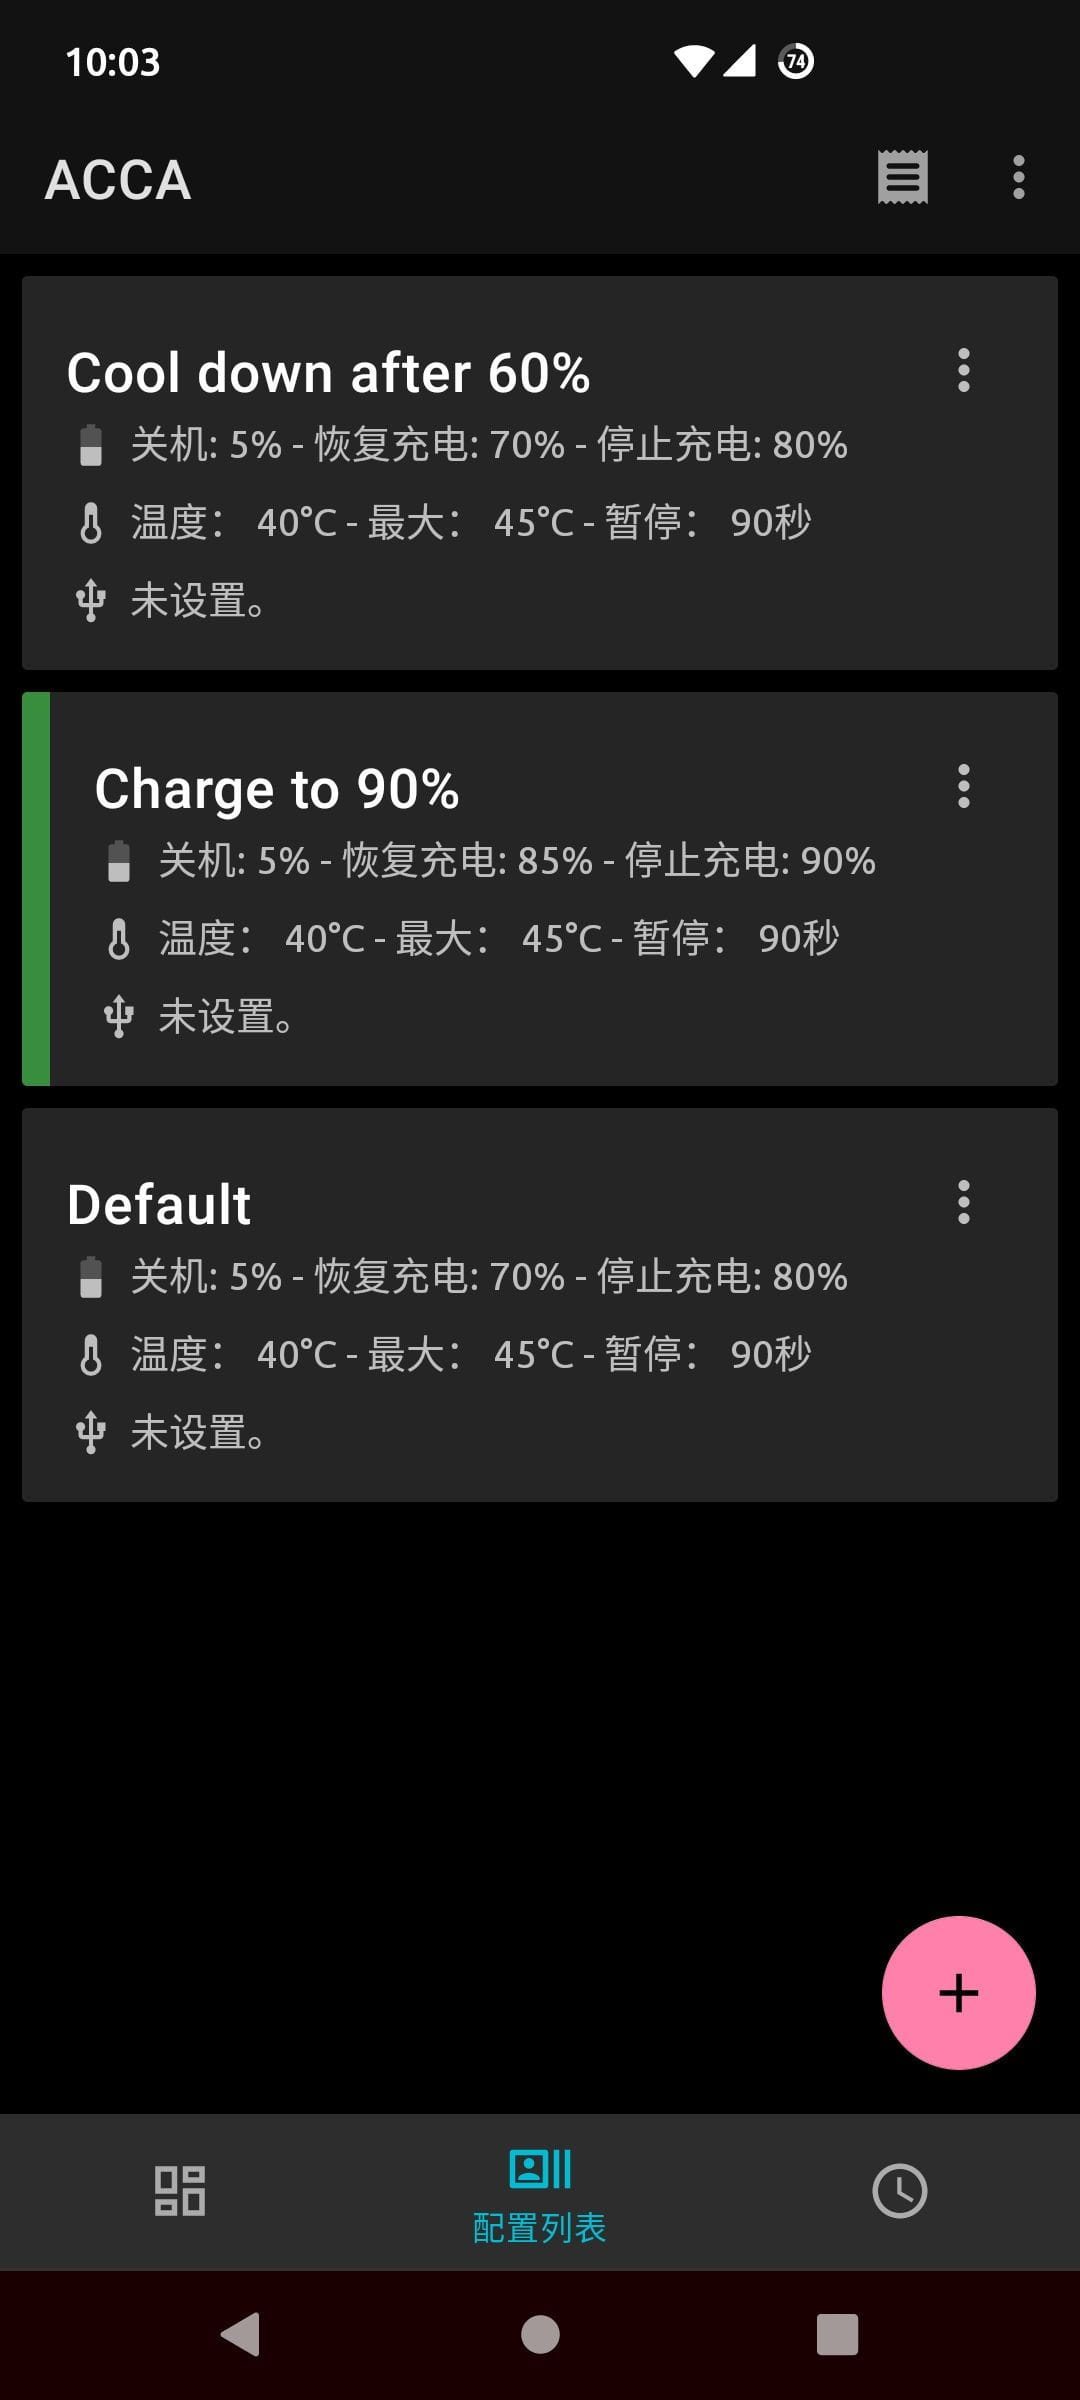 10:03
74
ACCA
Cool down after 60%
关机: 5% - 恢复充电: 70% - 停止充电: 80%
温度： 40°C - 最大： 45°C - 暂停： 90秒
未设置。
Charge to 90%
关机: 5% - 恢复充电: 85% - 停止充电: 90%
温度： 40°C - 最大： 45°C - 暂停： 90秒
未设置。
Default
关机: 5% - 恢复充电: 70% - 停止充电: 80%
温度： 40°C - 最大： 45°C - 暂停： 90秒
未设置。
配置列表